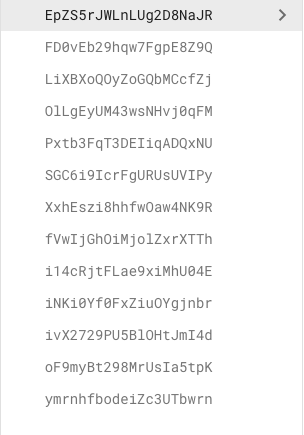 EpZS5rJWLnLUg2D8NaJR
FD0vEb29hqw7FgpE8Z9Q
LiXBXoQOyZoGQbMCcfZj
OlLgEyUM43wsNHvj0qFM
Pxtb3FqT3DEIiqADQxNU
SGC6i9IcrFgURUsUVIPy
XxhEszi8hhfwOaw4NK9R
fVwIjGhOiMjolZxrXTTh
i14cRjtFLae9xiMhU04E
iNKi0Yf0FxZiuOYgjnbr
ivX2729PU5BlOHtJmI4d
oF9myBt298MrUsIa5tpK
ymrnhfbodeiZc3UTbwrn